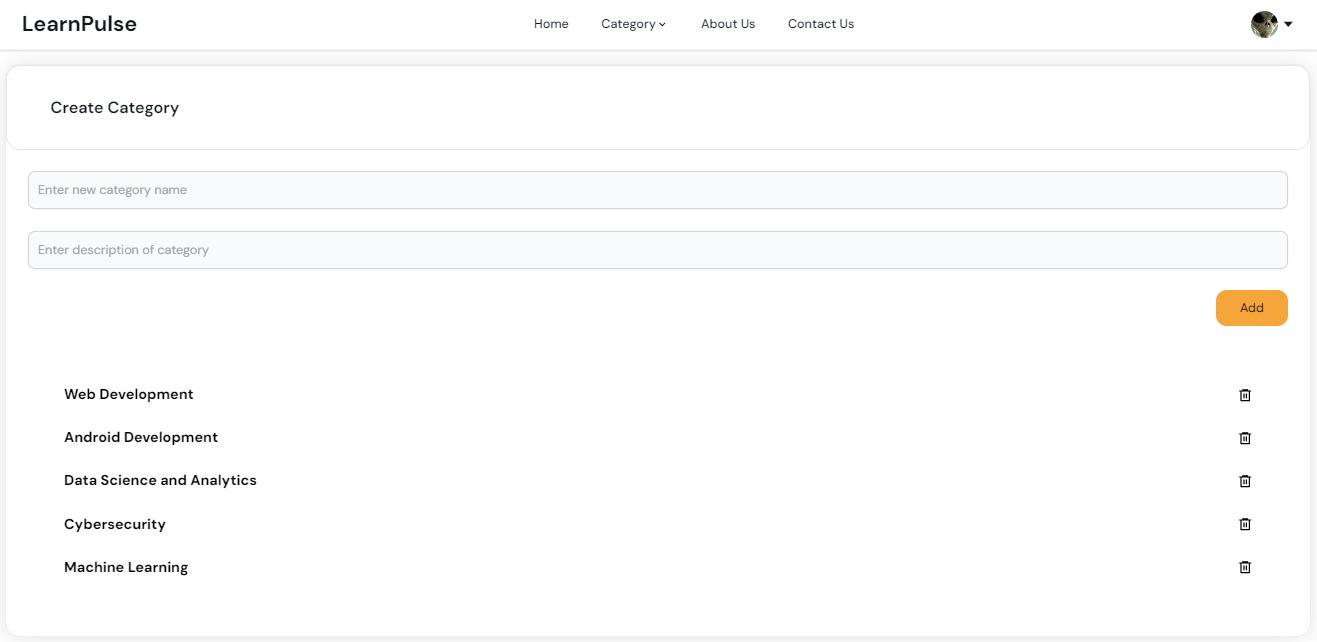 LearnPulse Home Category About Us Contact Us
Create Category
Enter new category name
Enter description of category
Add
Web Development
Android Development
Data Science and Analytics
Cybersecurity
Machine Learning